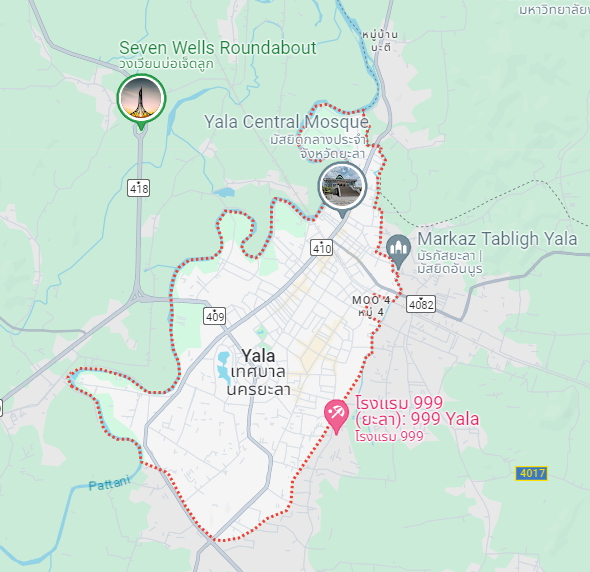 มหาวิทยาลัย
หมู่บ้าน
บะติ
Seven Wells Roundabout
วงเวียนบ่อเจ็ดลูก
Yala Central Mosque
มัสยิดกลางประจำ
จังหวัดยะลา
418
410
Markaz Tabligh Yala
มัรกัสยะลา |
มัสยิดอันนูร
MOO 4
หมู่ 4
4082
409
Yala
เทศบาล
นครยะลา
โรงแรม 999
(ยะลา): 999 Yala
โรงแรม 999
4017
Pattani